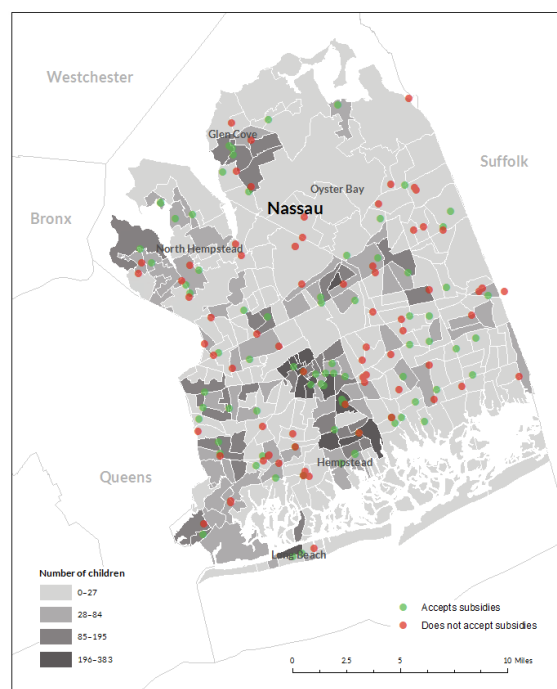 Westchester
Glen Cove
Suffolk
Oyster Bay
Nassau
Bronx
North Hempstead
Queens
Hempstead
Long Beach
Number of children
0–27
28–84
85–195
196–383
Accepts subsidies
Does not accept subsidies
0 2.5 5 10 Miles